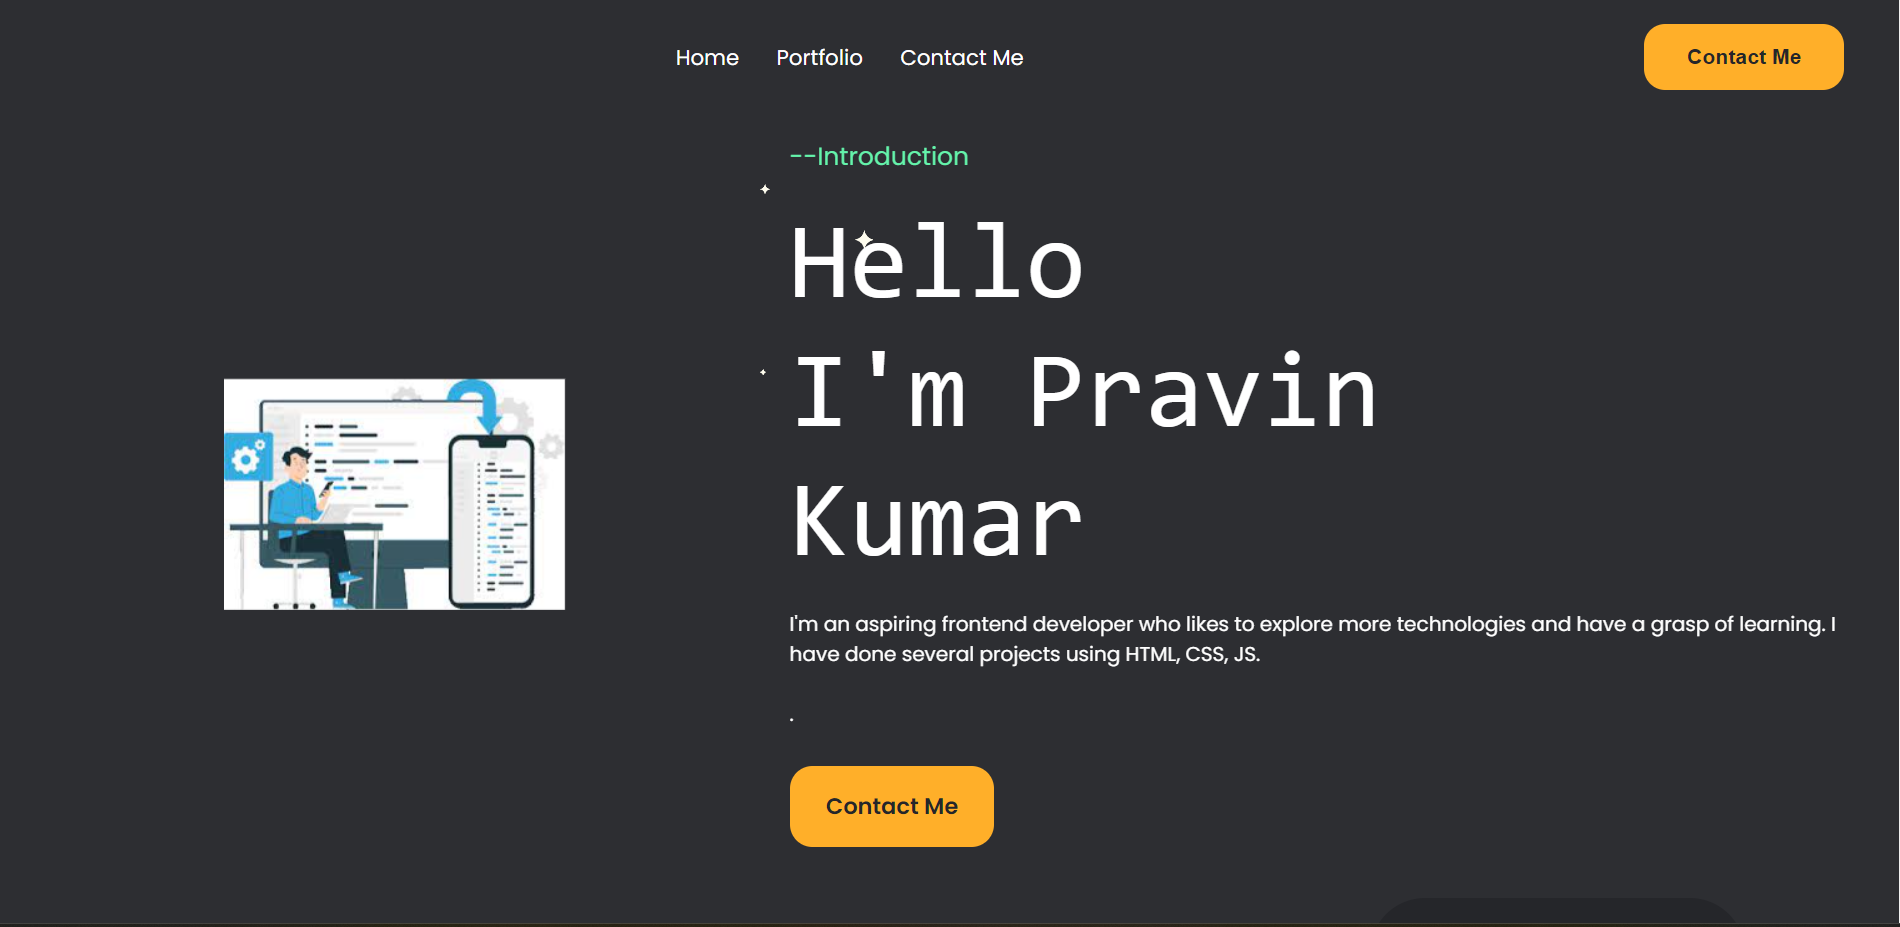 Home Portfolio Contact Me Contact Me
--Introduction
Hello
I'm Pravin
Kumar
I'm an aspiring frontend developer who likes to explore more technologies and have a grasp of learning. I
have done several projects using HTML, CSS, JS.
.
Contact Me